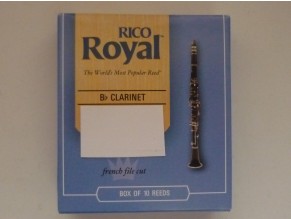 RICO
Royal
The World's Most Popular Reed
B♭ CLARINET
french file cut
BOX OF 10 REEDS